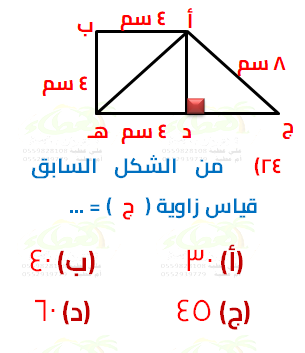 ب ٤ سم أ
٤ سم ٨ سم
هـ ٤ سم د ج
٢٤) من الشكل السابق
قياس زاوية ( ج ) = ...
(أ) ٣٠ (ب) ٤٠
(ج) ٤٥ (د) ٦٠